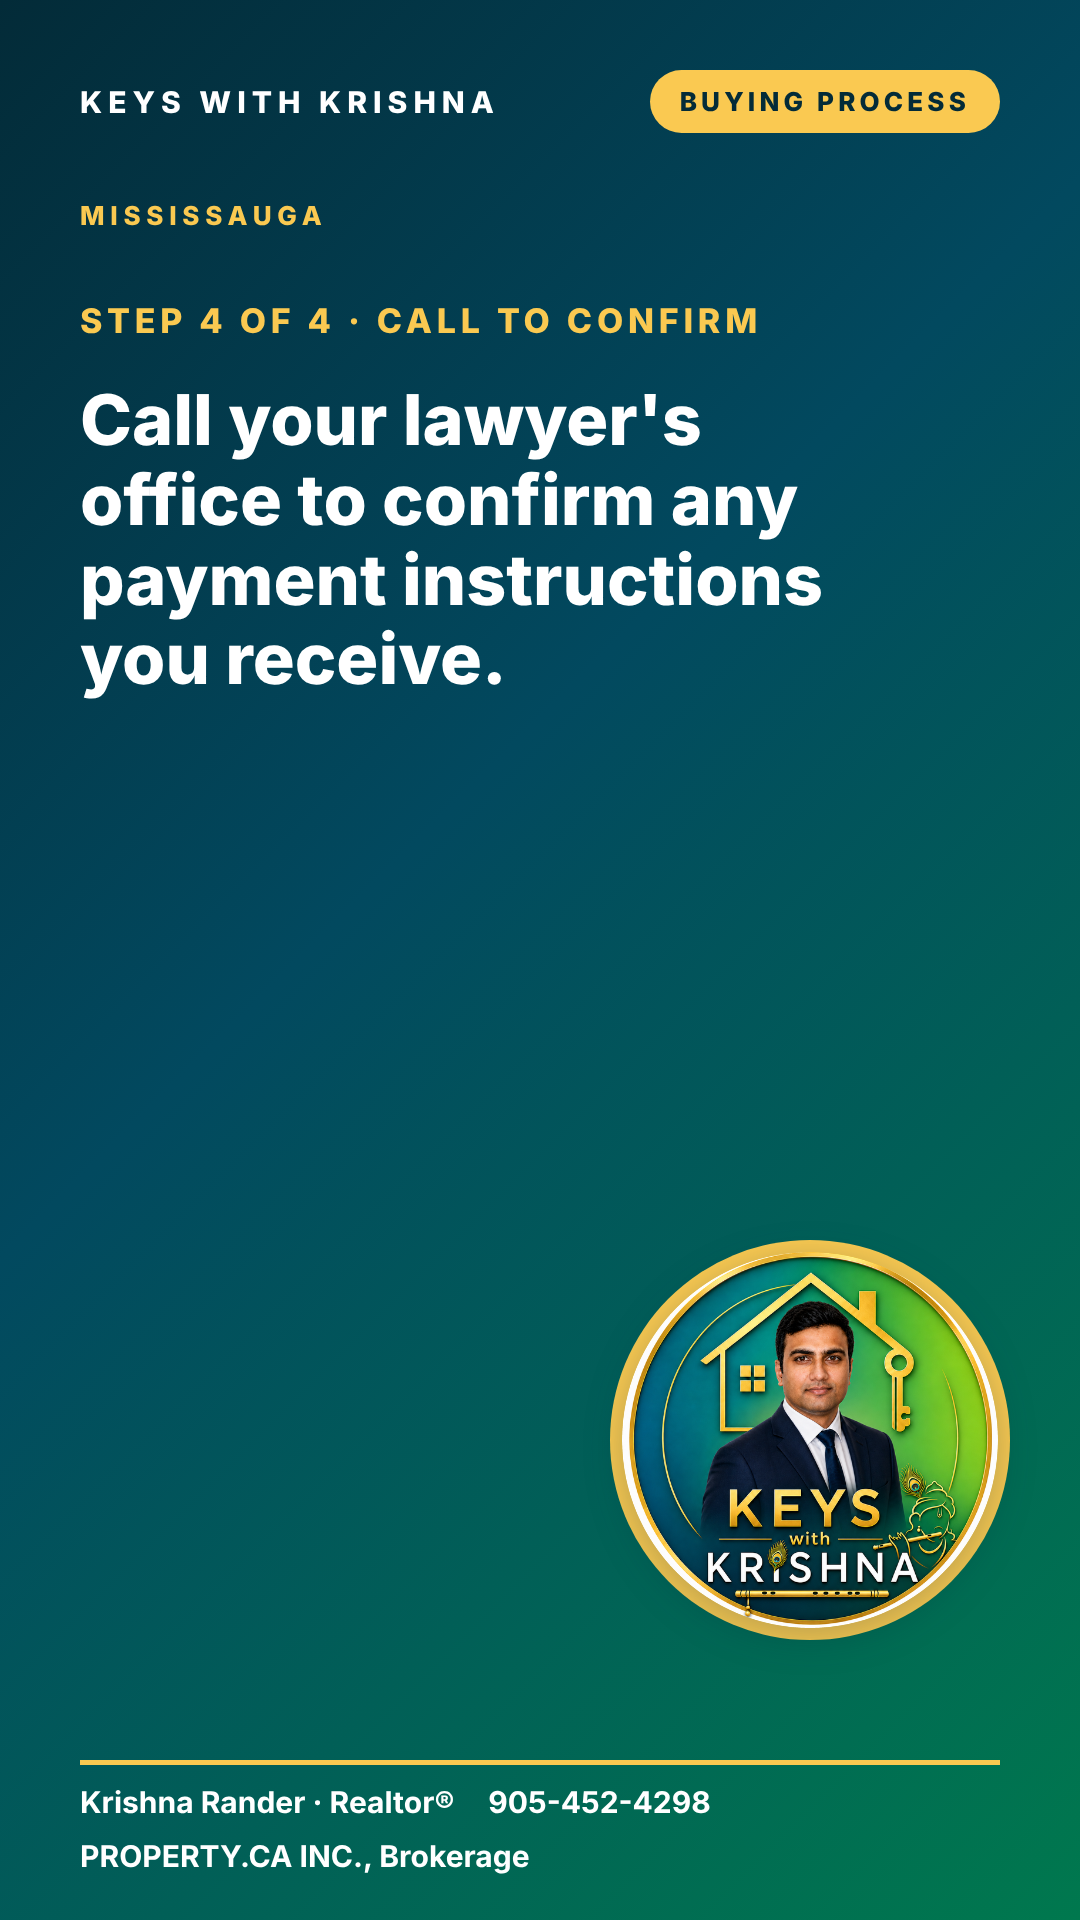 KEYS WITH KRISHNA
BUYING PROCESS
MISSISSAUGA
STEP 4 OF 4 · CALL TO CONFIRM
Call your lawyer's
office to confirm any
payment instructions
you receive.
KEYS
with
KRISHNA
Krishna Rander · Realtor® 905-452-4298
PROPERTY.CA INC., Brokerage